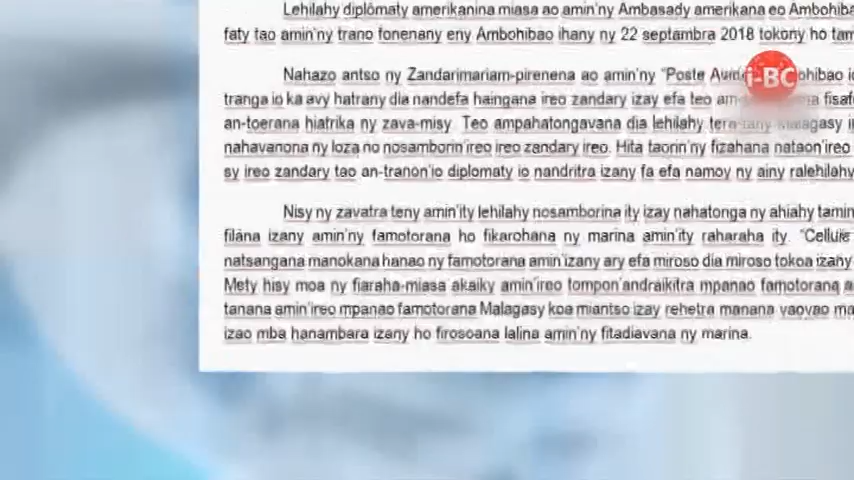 Lehilahy diplômaty amerikanina miasa ao amin'ny Ambasady amerikana eo Ambohiba
faty tao amin'ny trano fonenany eny Ambohibao ihany ny 22 septambra 2018 tokony ho tam
Nahazo antso ny Zandarimariam-pirenena ao amin'ny "Poste
i-BC
tranga io ka avy hatrany dia nandefa haingana ireo zandary izay efa teo
an-toerana hiatrika ny zava-misy. Teo ampahatongavana dia lehilahy
nahavanona ny loza no nosamborin'ireo ireo zandary ireo. Hita taorin'ny fizahana nataon'ireo
sy ireo zandary tao an-tranon'io diplomaty io nandritra izany fa efa namoy ny ainy ralehilahy
Nisy ny zavatra teny amin'ity lehilahy nosamborina ity izay nahatonga ny ahiahy tamin
filàna izany amin'ny famotorana ho fikarohana ny marina amin'ity raharaha ity. "Cellule
natsangana manokana hanao ny famotorana amin'izany ary efa miroso dia miroso tokoa izany
Mety hisy moa ny fiaraha-miasa akaiky amin'ireo tompon'andraikitra mpanao famotorana a
tanana amin'ireo mpanao famotorana Malagasy koa miantso izay rehetra manana vaovao ma
izao mba hanambara izany ho firosoana lalina amin'ny fitadiavana ny marina.